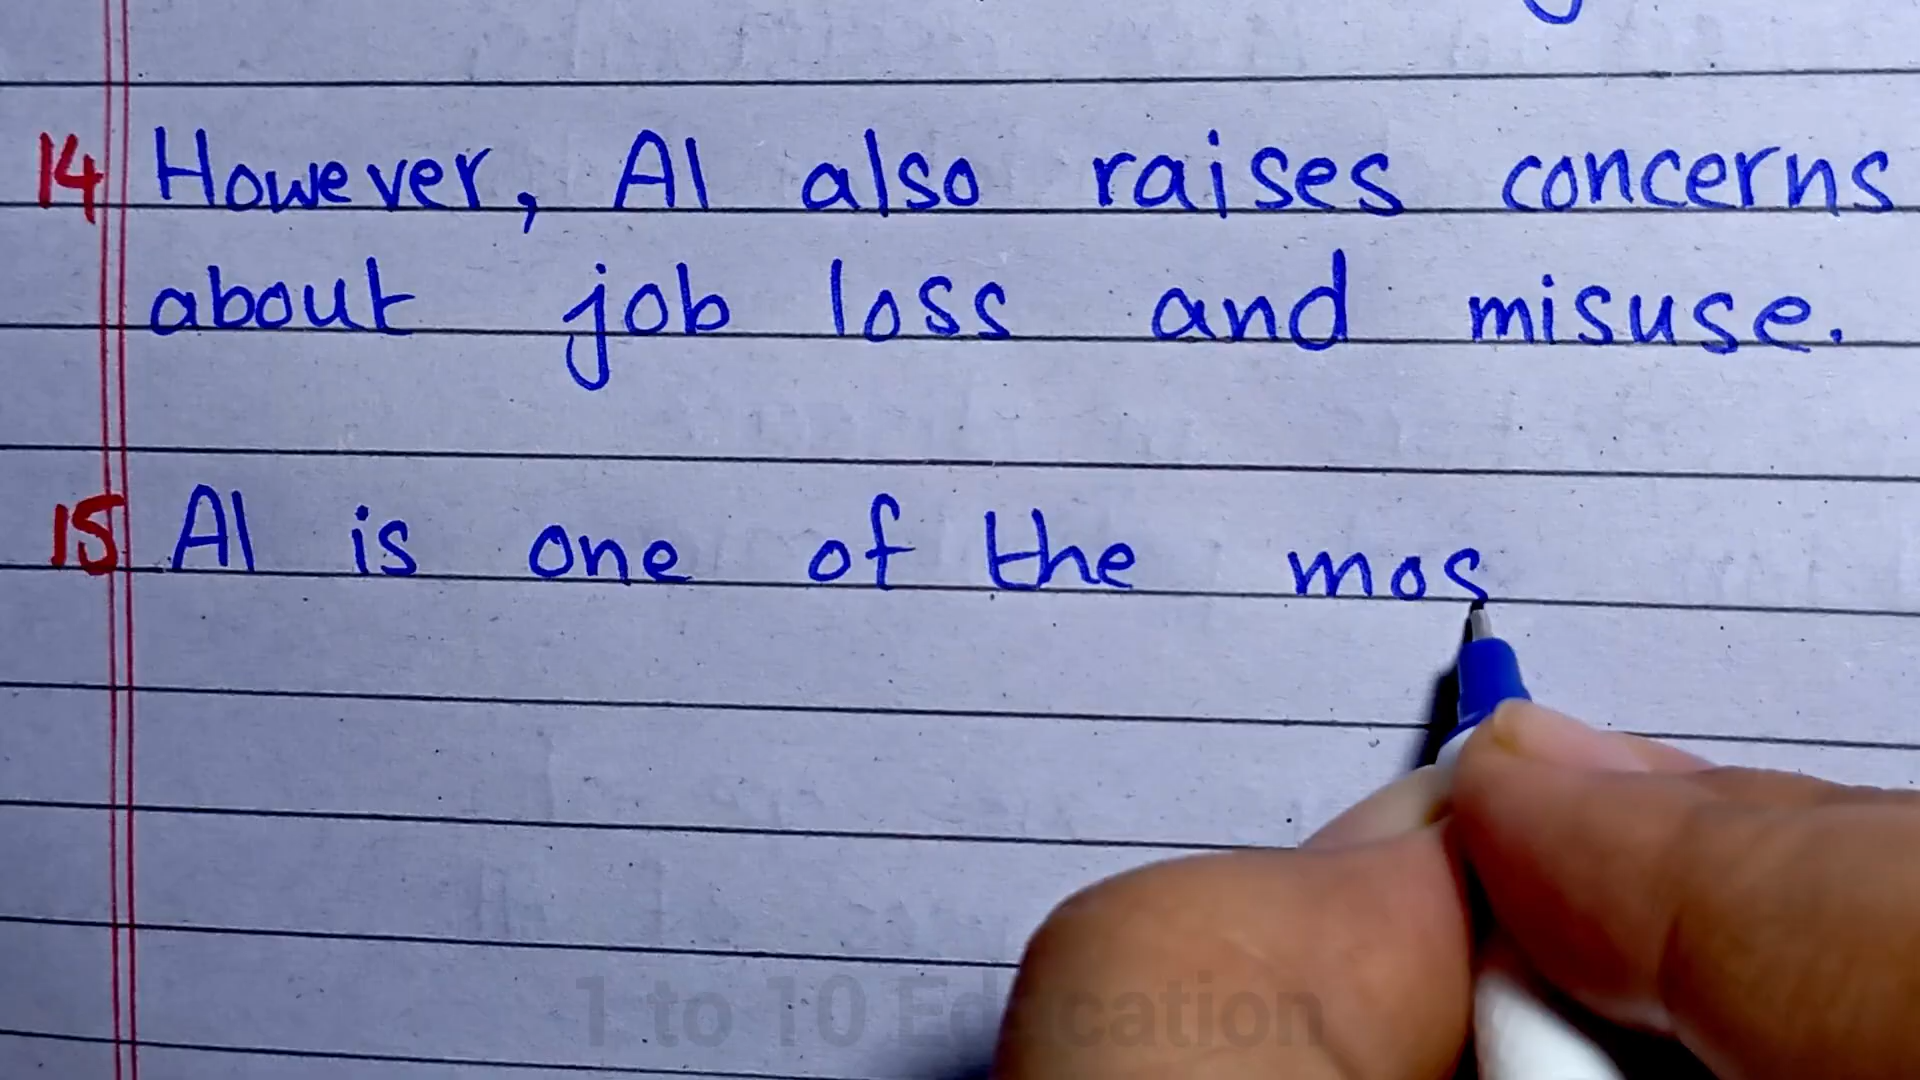 14 However, AI also raises concerns
about job loss and misuse.
15 AI is one of the mos
1 to 10 Education